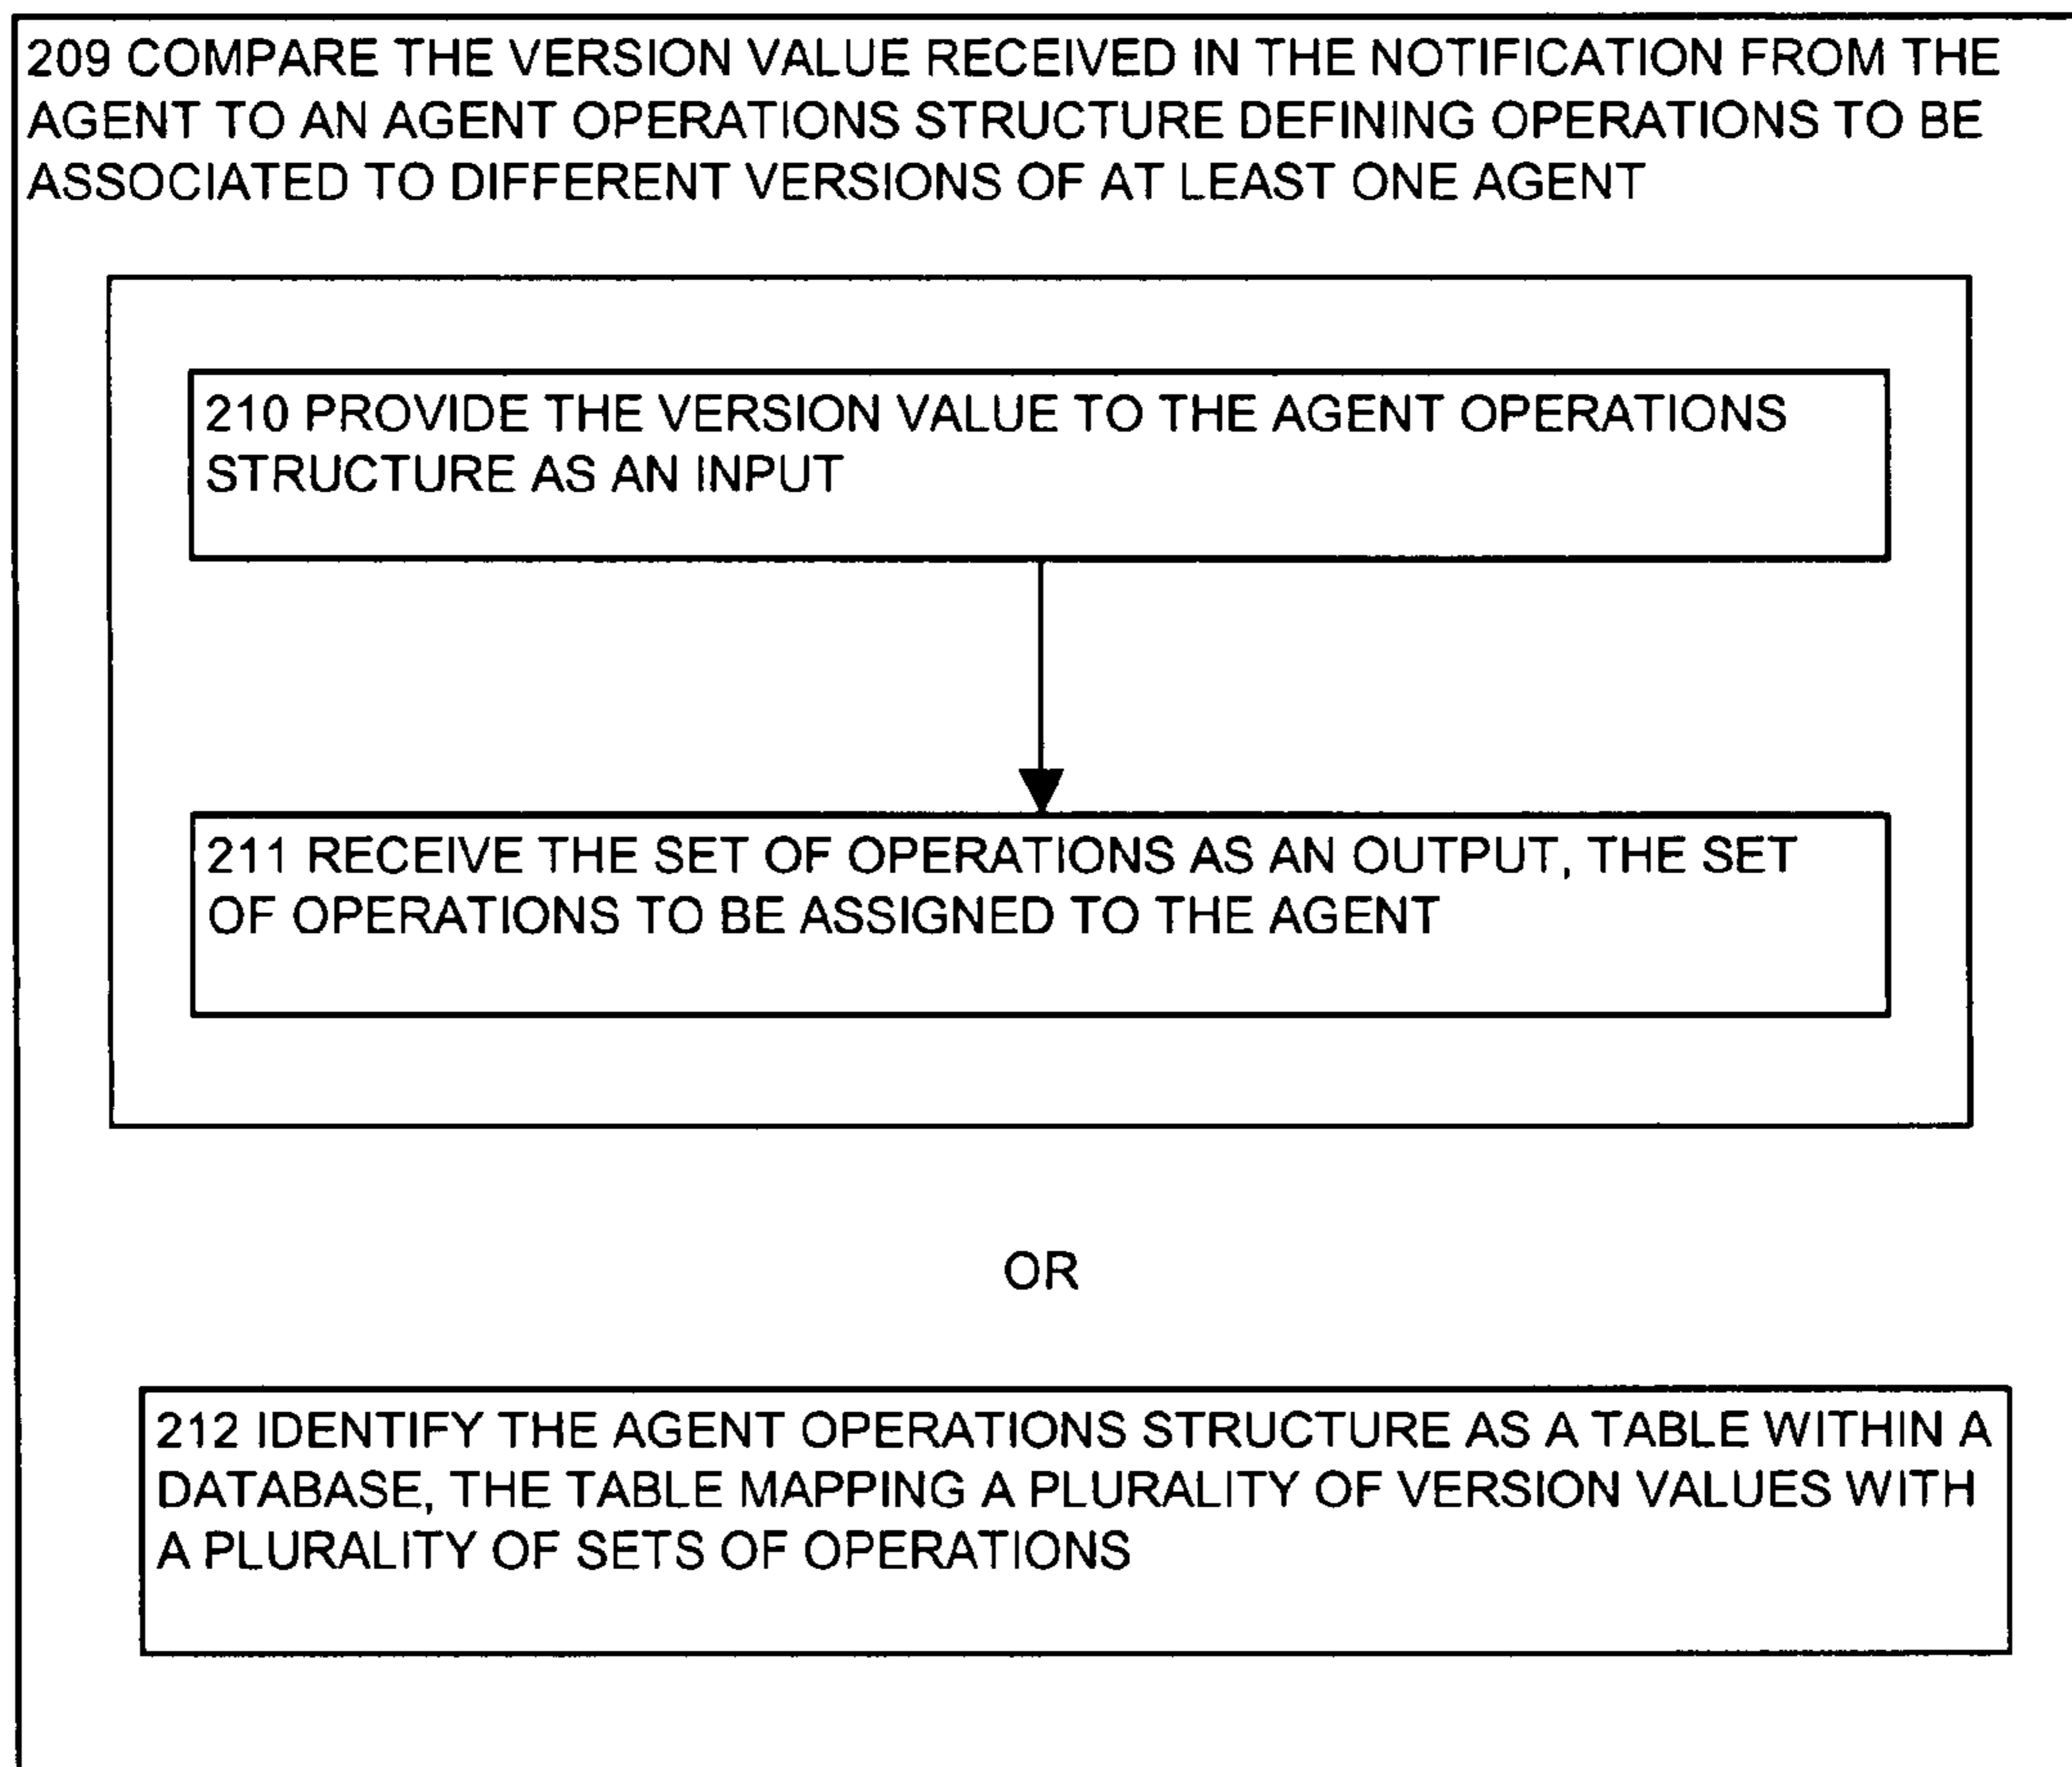 209 COMPARE THE VERSION VALUE RECEIVED IN THE NOTIFICATION FROM THE
AGENT TO AN AGENT OPERATIONS STRUCTURE DEFINING OPERATIONS TO BE
ASSOCIATED TO DIFFERENT VERSIONS OF AT LEAST ONE AGENT
210 PROVIDE THE VERSION VALUE TO THE AGENT OPERATIONS
STRUCTURE AS AN INPUT
211 RECEIVE THE SET OF OPERATIONS AS AN OUTPUT, THE SET
OF OPERATIONS TO BE ASSIGNED TO THE AGENT
OR
212 IDENTIFY THE AGENT OPERATIONS STRUCTURE AS A TABLE WITHIN A
DATABASE, THE TABLE MAPPING A PLURALITY OF VERSION VALUES WITH
A PLURALITY OF SETS OF OPERATIONS